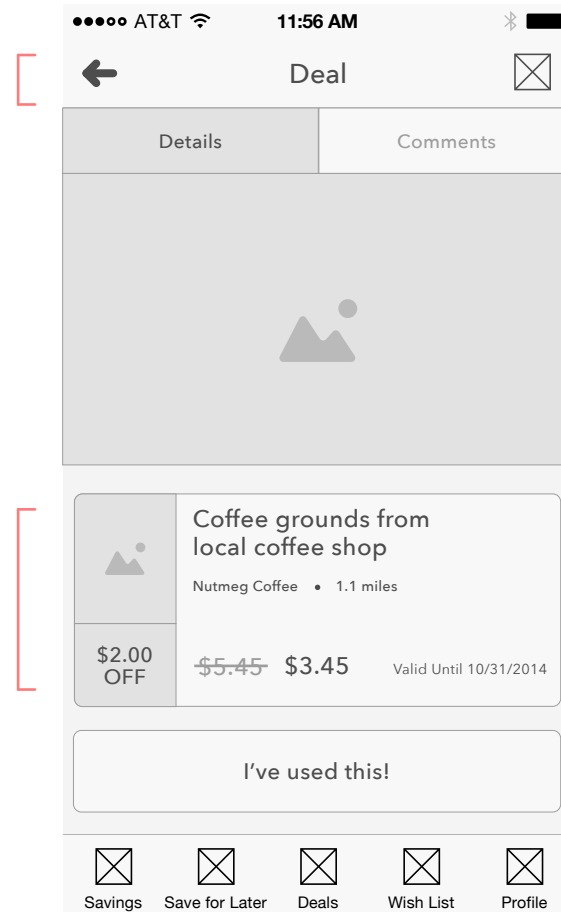 AT&T 11:56 AM
Deal
Details Comments
Coffee grounds from
local coffee shop
Nutmeg Coffee • 1.1 miles
$2.00
OFF
$5.45 $3.45 Valid Until 10/31/2014
I've used this!
Savings Save for Later Deals Wish List Profile